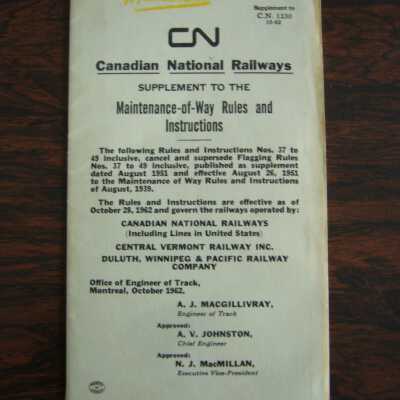 Supplement to
C.N. 1230
10-62
CN
Canadian National Railways
SUPPLEMENT TO THE
Maintenance-of-Way Rules and
Instructions
The following Rules and Instructions Nos. 37 to
49 inclusive, cancel and supersede Flagging Rules
Nos. 37 to 49 inclusive, published as supplement
dated August 1951 and effective August 26, 1951
to the Maintenance of Way Rules and Instructions
of August, 1939.
The Rules and Instructions are effective as of
October 28, 1962 and govern the railways operated by:
CANADIAN NATIONAL RAILWAYS
(Including Lines in United States)
CENTRAL VERMONT RAILWAY INC.
DULUTH, WINNIPEG & PACIFIC RAILWAY
COMPANY
Office of Engineer of Track,
Montreal, October 1962.
A. J. MACGILLIVRAY,
Engineer of Track
Approved:
A. V. JOHNSTON,
Chief Engineer
Approved:
N. J. MacMILLAN,
Executive Vice-President